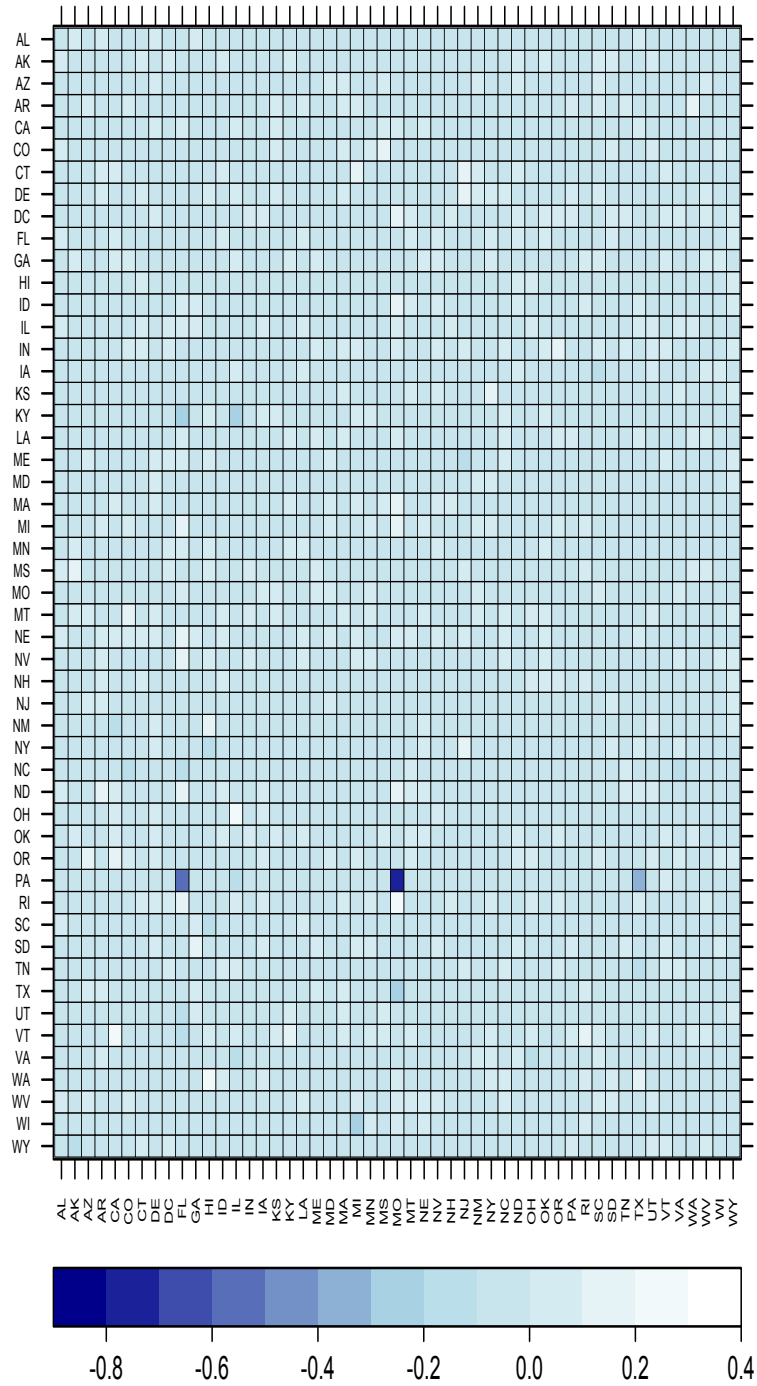 AL
AK
AZ
AR
CA
CO
CT
DE
DC
FL
GA
HI
ID
IL
IN
IA
KS
KY
LA
ME
MD
MA
MI
MN
MS
MO
MT
NE
NV
NH
NJ
NM
NY
NC
ND
OH
OK
OR
PA
RI
SC
SD
TN
TX
UT
VT
VA
WA
WV
WI
WY
AL AK AZ AR CA CO CT DE DC FL GA HI ID IL IN IA KS KY LA ME MD MA MI MN MS MO MT NE NV NH NJ NM NY NC ND OH OK OR PA RI SC SD TN TX UT VT VA WA WV WI WY
-0.8 -0.6 -0.4 -0.2 0.0 0.2 0.4